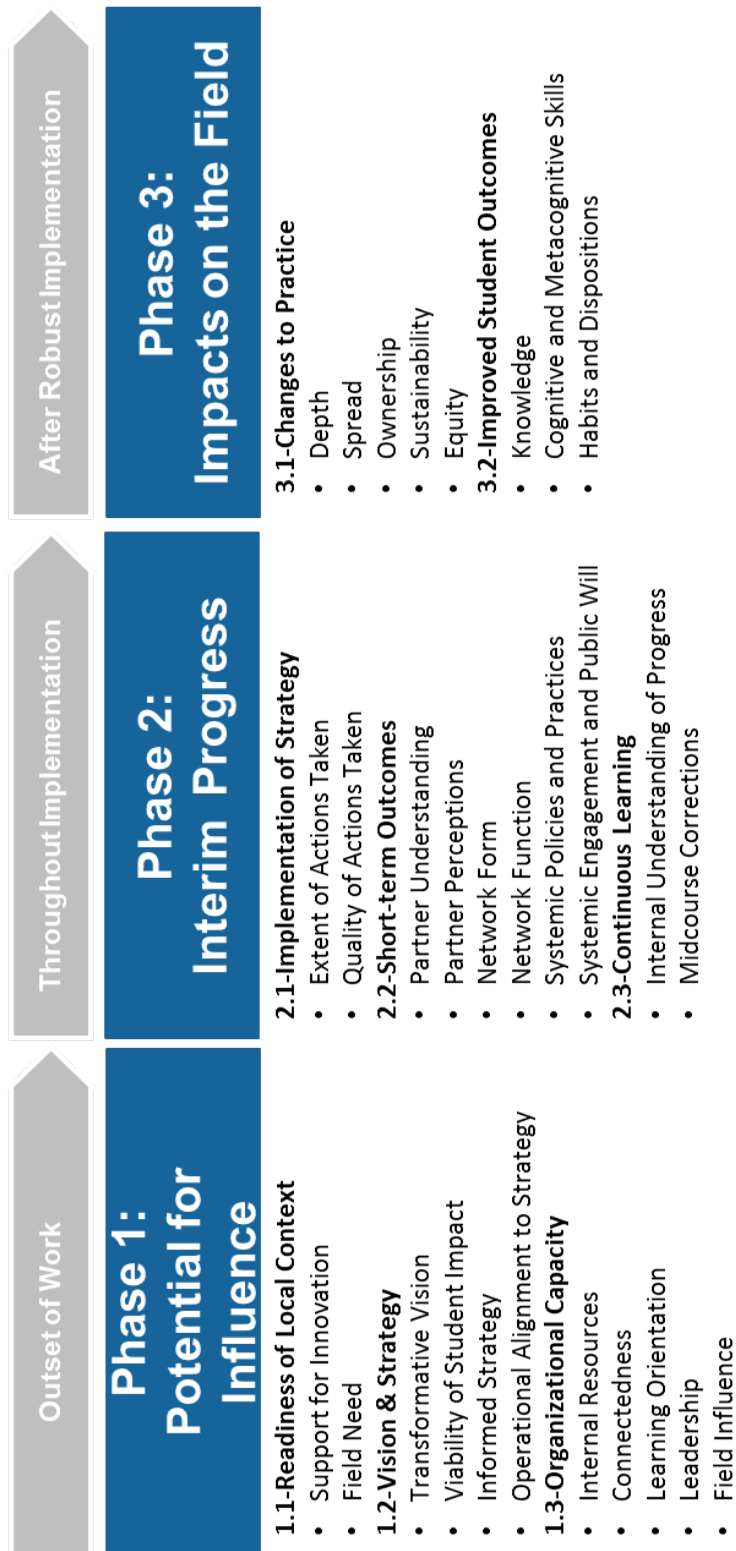 Outset of Work
Phase 1:
Potential for
Influence
1.1-Readiness of Local Context
• Support for Innovation
• Field Need
1.2-Vision & Strategy
• Transformative Vision
• Viability of Student Impact
• Informed Strategy
• Operational Alignment to Strategy
1.3-Organizational Capacity
• Internal Resources
• Connectedness
• Learning Orientation
• Leadership
• Field Influence
Throughout Implementation
Phase 2:
Interim Progress
2.1-Implementation of Strategy
• Extent of Actions Taken
• Quality of Actions Taken
2.2-Short-term Outcomes
• Partner Understanding
• Partner Perceptions
• Network Form
• Network Function
• Systemic Policies and Practices
• Systemic Engagement and Public Will
2.3-Continuous Learning
• Internal Understanding of Progress
• Midcourse Corrections
After Robust Implementation
Phase 3:
Impacts on the Field
3.1-Changes to Practice
• Depth
• Spread
• Ownership
• Sustainability
• Equity
3.2-Improved Student Outcomes
• Knowledge
• Cognitive and Metacognitive Skills
• Habits and Dispositions